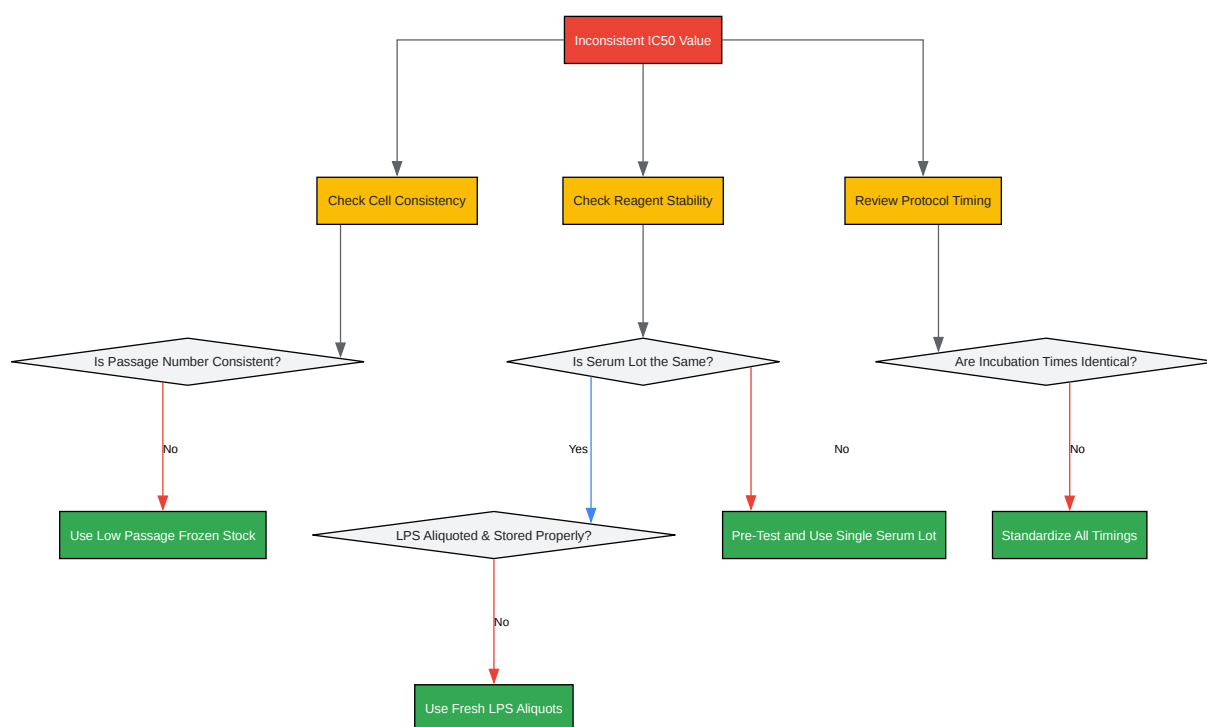 Inconsistent IC50 Value
Check Cell Consistency
Check Reagent Stability
Review Protocol Timing
Is Passage Number Consistent?
Is Serum Lot the Same?
Are Incubation Times Identical?
No
Yes
No
No
Use Low Passage Frozen Stock
LPS Aliquoted & Stored Properly?
Pre-Test and Use Single Serum Lot
Standardize All Timings
No
Use Fresh LPS Aliquots